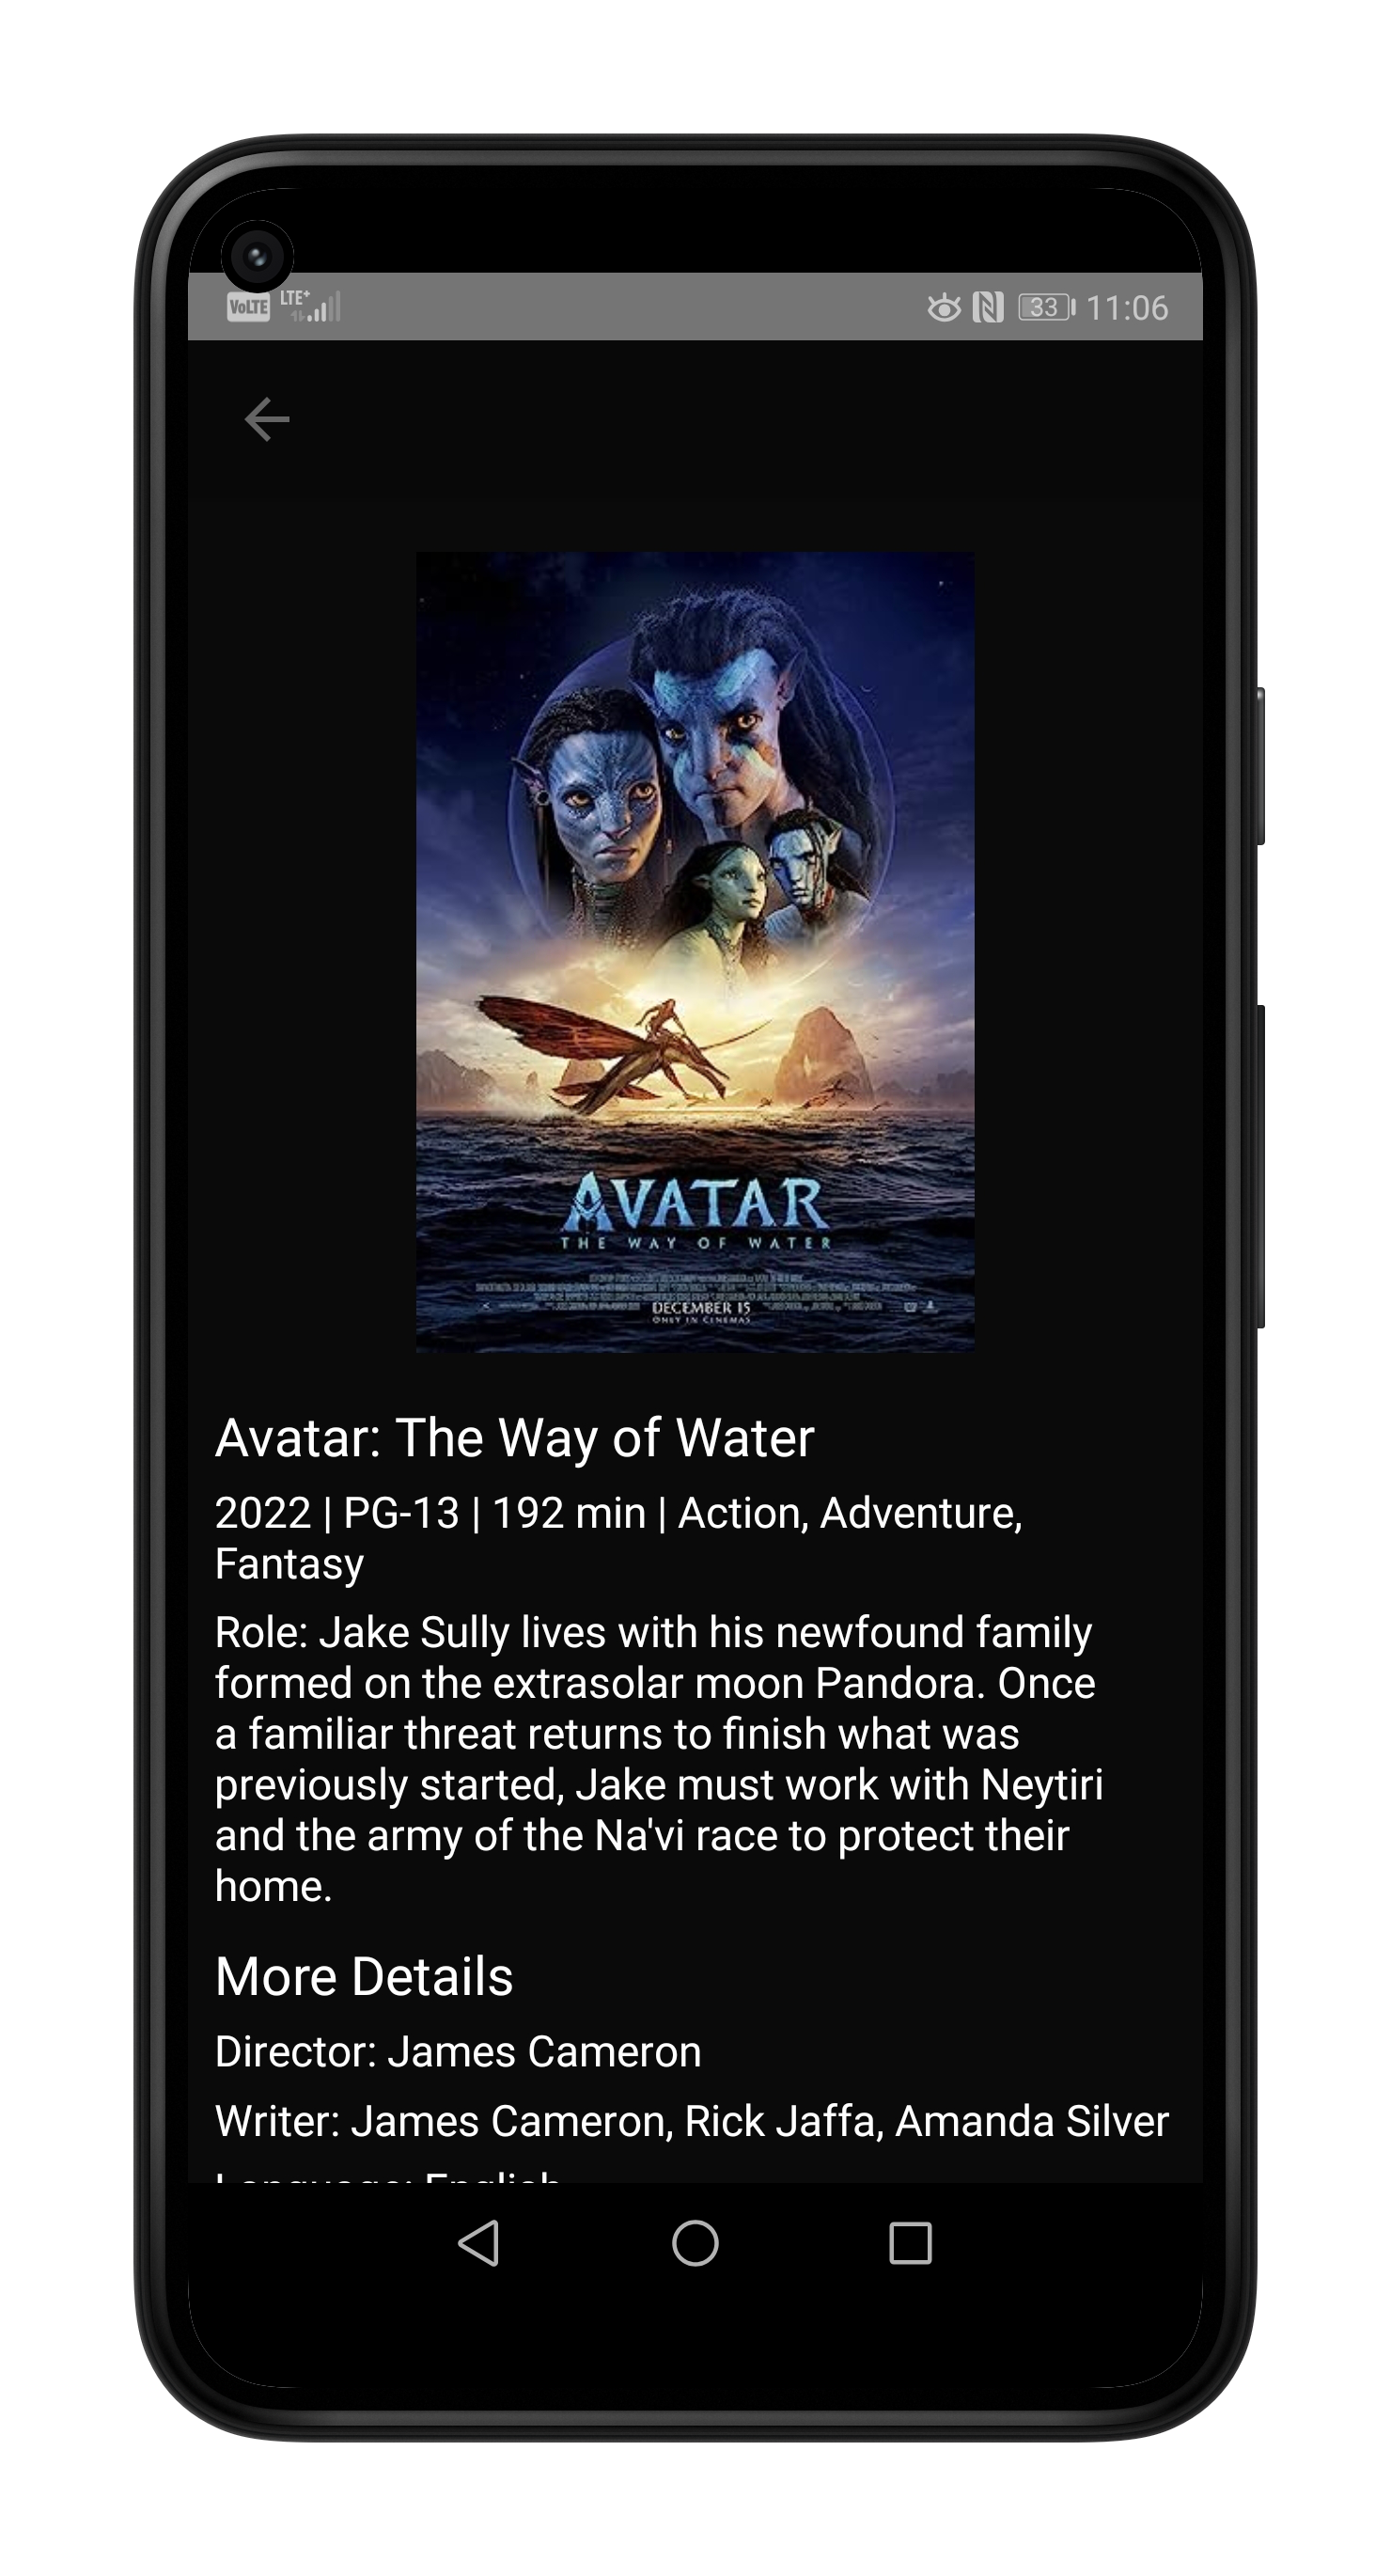 VoLTE LTE+ 33 11:06
AVATAR
THE WAY OF WATER
DECEMBER 15
ONLY IN CINEMAS
Avatar: The Way of Water
2022 | PG-13 | 192 min | Action, Adventure,
Fantasy
Role: Jake Sully lives with his newfound family
formed on the extrasolar moon Pandora. Once
a familiar threat returns to finish what was
previously started, Jake must work with Neytiri
and the army of the Na'vi race to protect their
home.
More Details
Director: James Cameron
Writer: James Cameron, Rick Jaffa, Amanda Silver
Language: English